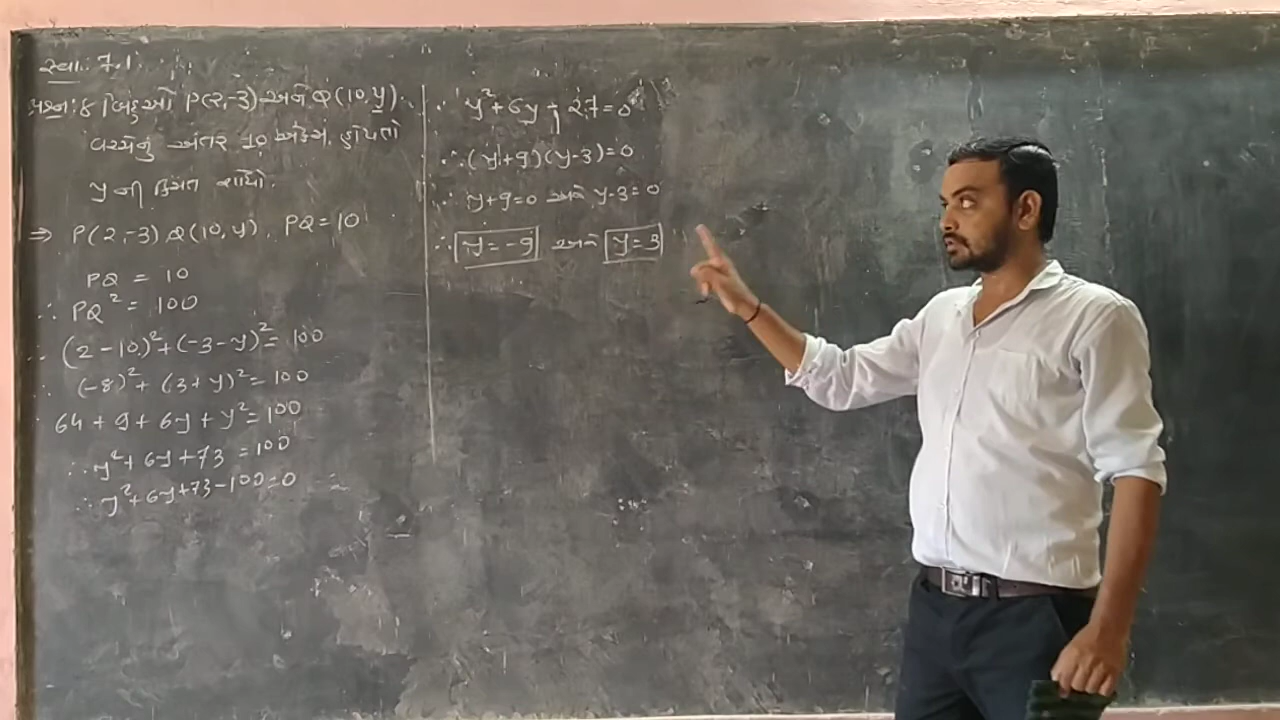 સ્વા. 7.1
પ્રશ્ન: 8 બિંદુઓ P(2,-3) અને Q(10,y)
વચ્ચેનું અંતર 10 એકમ હોય તો
y ની કિંમત શોધો.
⇒ P(2,-3) Q(10,y), PQ = 10
PQ = 10
∴ PQ² = 100
∴ (2-10)² + (-3-y)² = 100
∴ (-8)² + (3+y)² = 100
64 + 9 + 6y + y² = 100
∴ y² + 6y + 73 = 100
∴ y² + 6y + 73 - 100 = 0
∴ y² + 6y - 27 = 0
∴ (y+9)(y-3) = 0
∴ y+9=0 અને y-3=0
∴ y = -9 અને y = 3